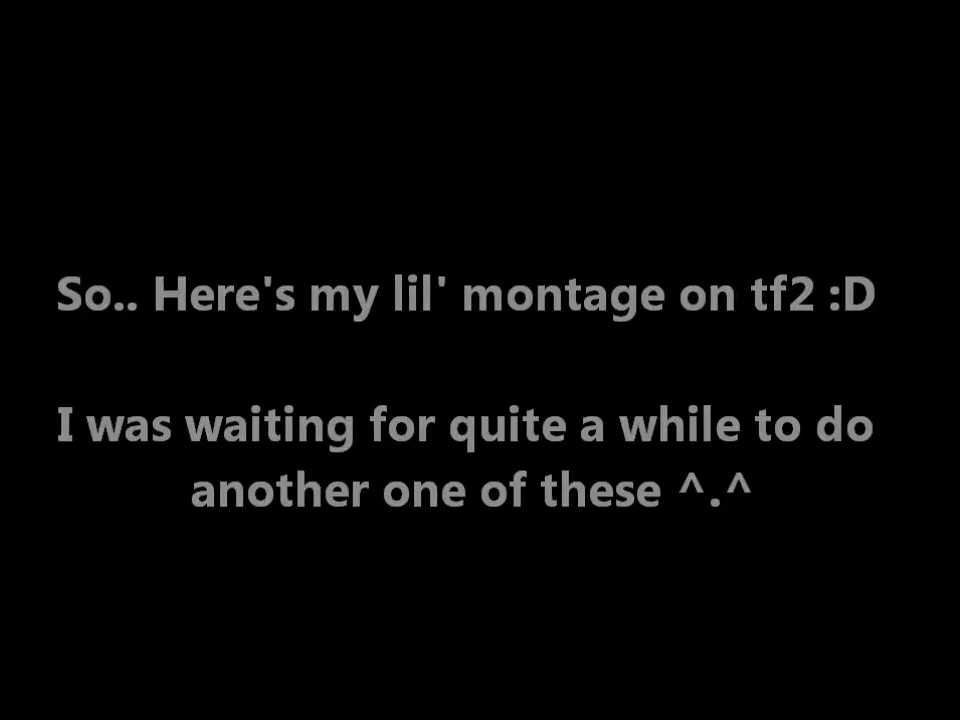 So.. Here's my lil' montage on tf2 :D
I was waiting for quite a while to do
another one of these ^.^